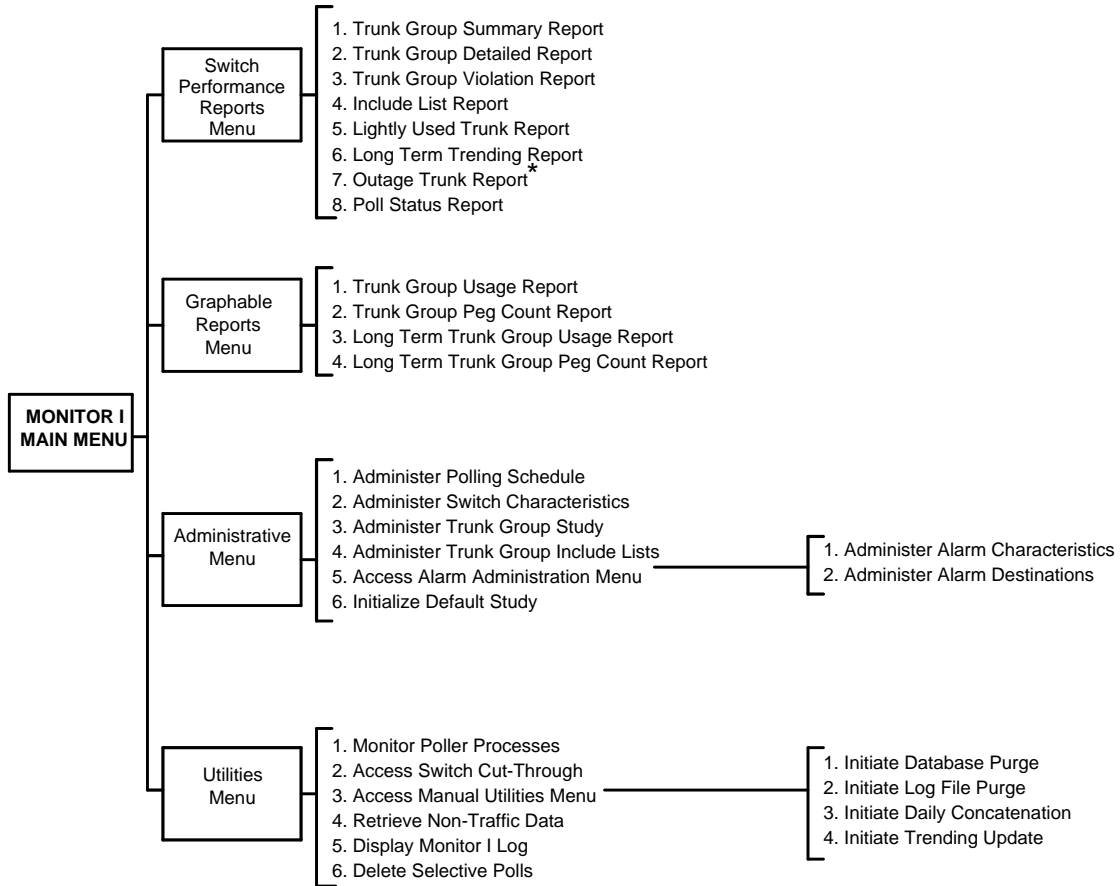 Switch
Performance
Reports
Menu
1. Trunk Group Summary Report
2. Trunk Group Detailed Report
3. Trunk Group Violation Report
4. Include List Report
5. Lightly Used Trunk Report
6. Long Term Trending Report
7. Outage Trunk Report*
8. Poll Status Report
Graphable
Reports
Menu
1. Trunk Group Usage Report
2. Trunk Group Peg Count Report
3. Long Term Trunk Group Usage Report
4. Long Term Trunk Group Peg Count Report
MONITOR I
MAIN MENU
Administrative
Menu
1. Administer Polling Schedule
2. Administer Switch Characteristics
3. Administer Trunk Group Study
4. Administer Trunk Group Include Lists
5. Access Alarm Administration Menu
6. Initialize Default Study
1. Administer Alarm Characteristics
2. Administer Alarm Destinations
Utilities
Menu
1. Monitor Poller Processes
2. Access Switch Cut-Through
3. Access Manual Utilities Menu
4. Retrieve Non-Traffic Data
5. Display Monitor I Log
6. Delete Selective Polls
1. Initiate Database Purge
2. Initiate Log File Purge
3. Initiate Daily Concatenation
4. Initiate Trending Update